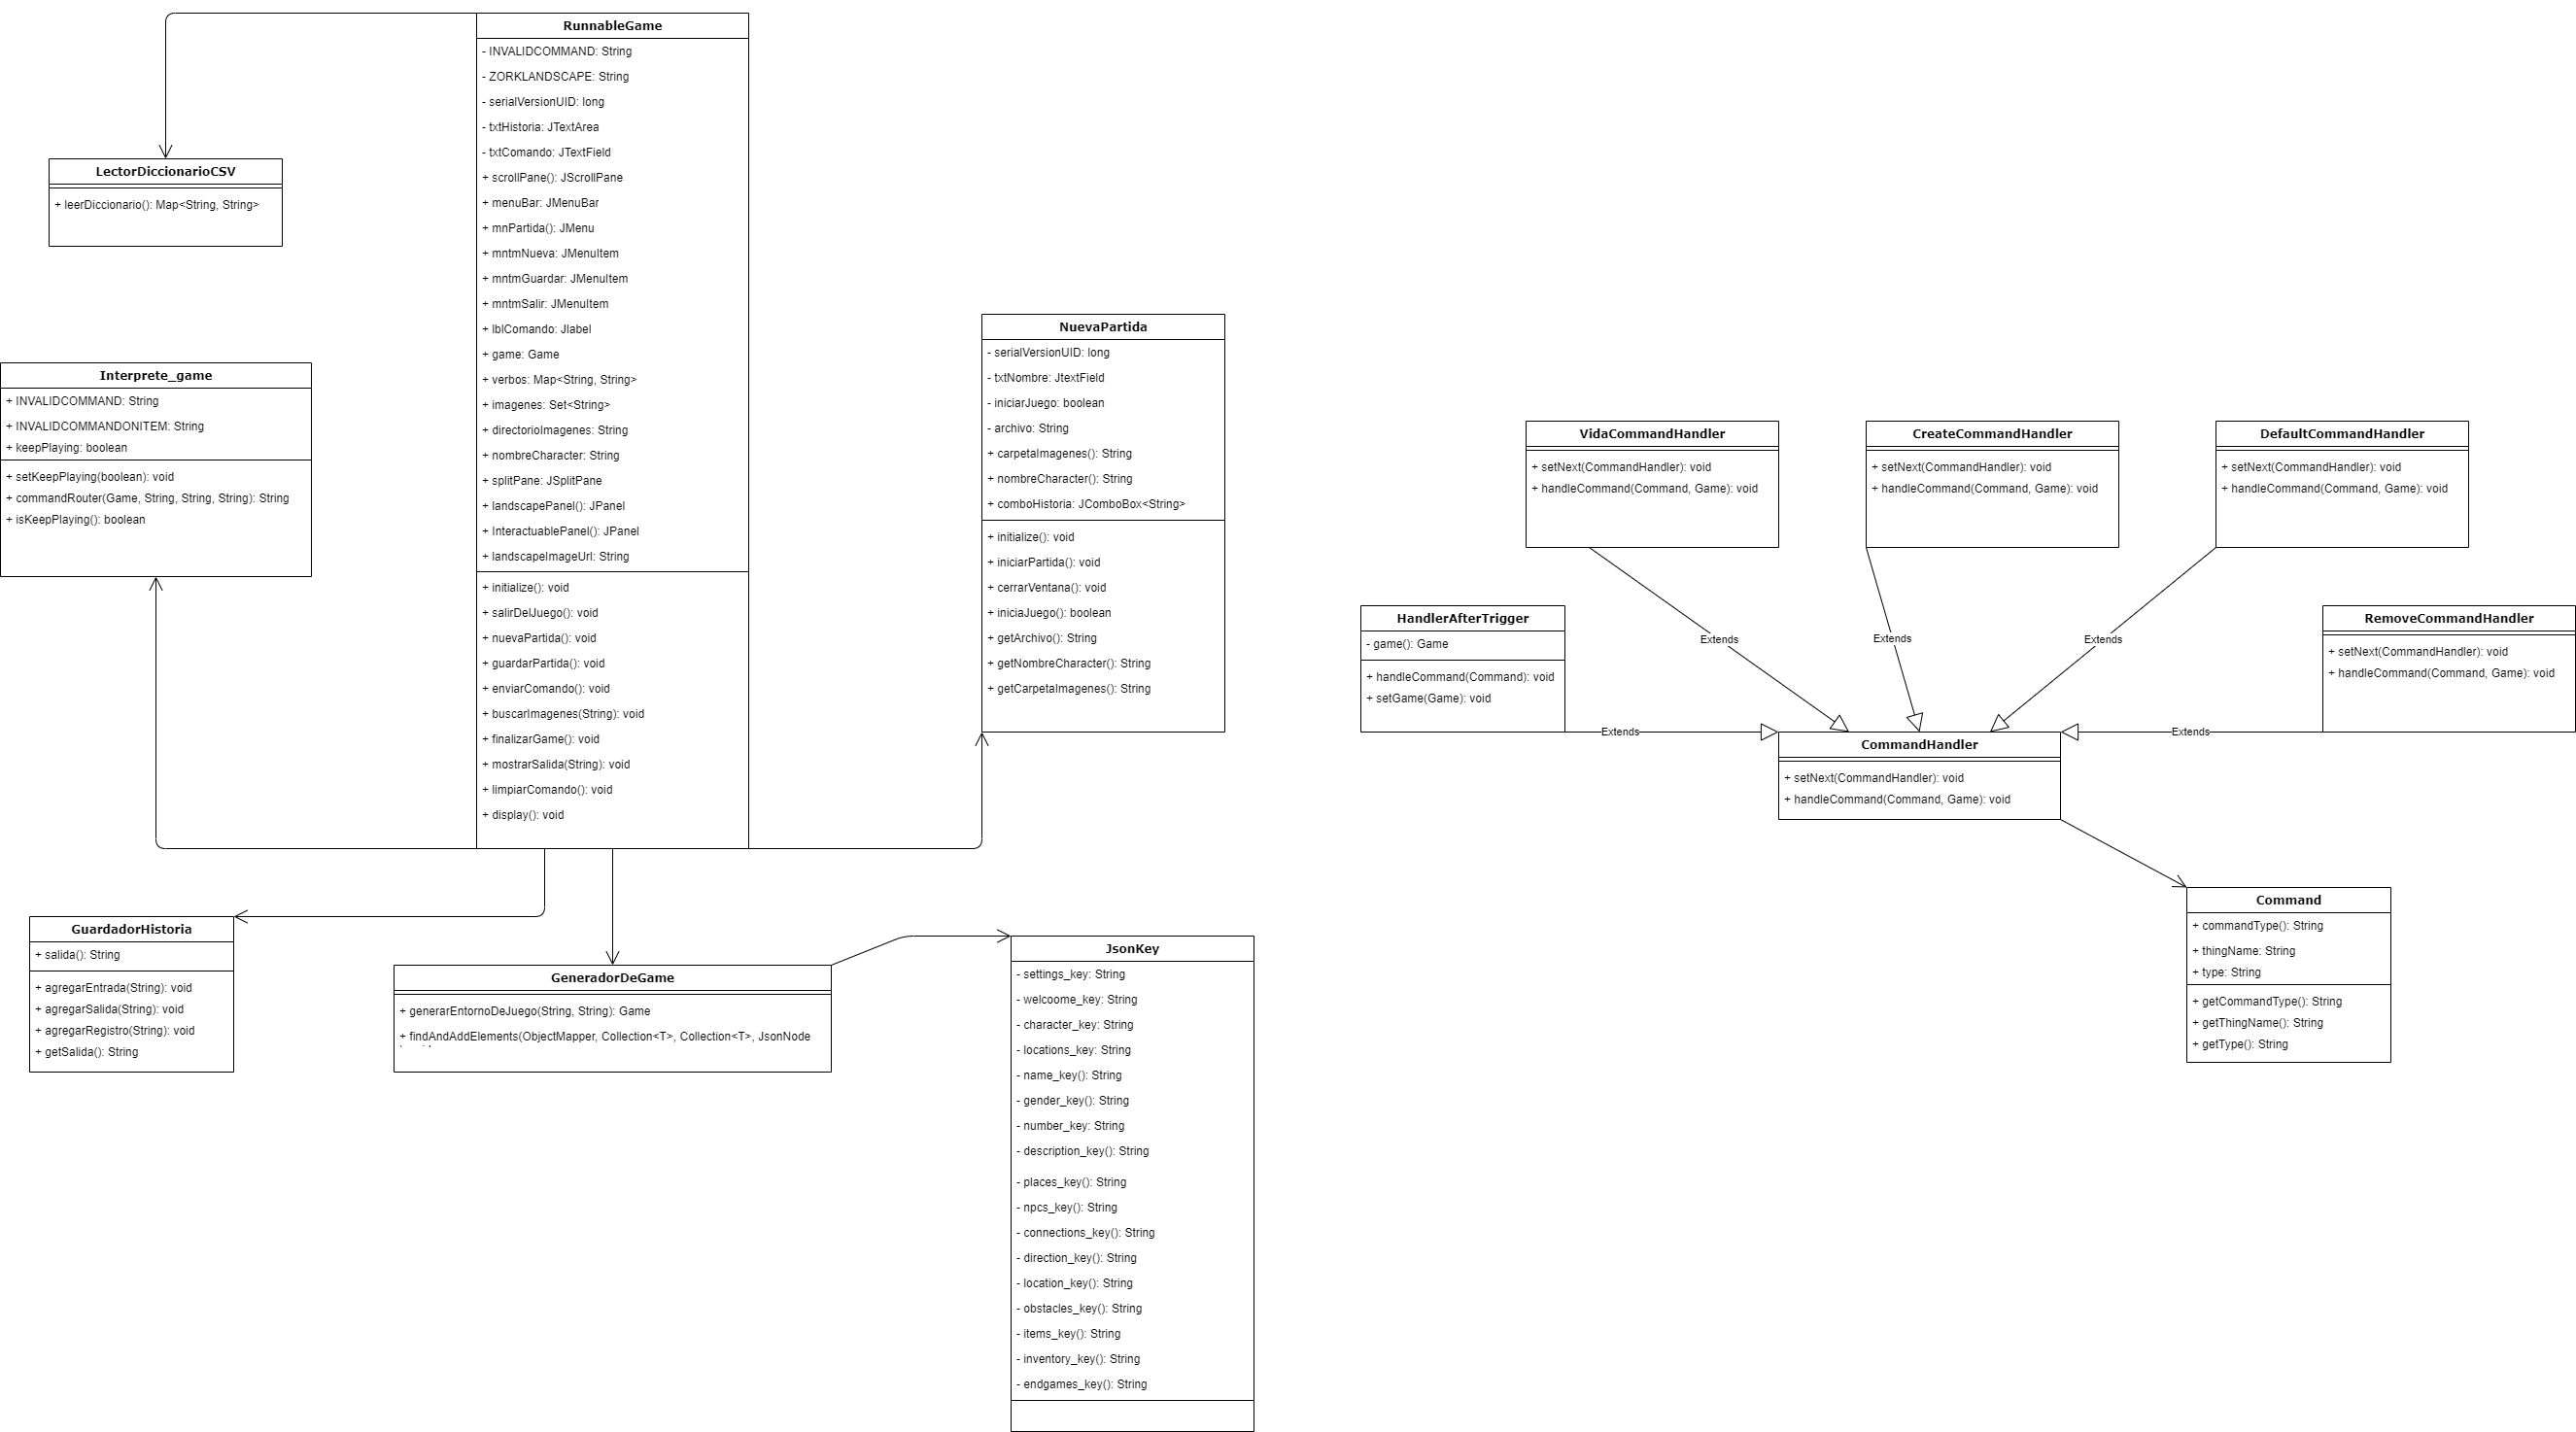 RunnableGame
- INVALIDCOMMAND: String
- ZORKLANDSCAPE: String
- serialVersionUID: long
- txtHistoria: JTextArea
- txtComando: JTextField
+ scrollPane(): JScrollPane
+ menuBar: JMenuBar
+ mnPartida(): JMenu
+ mntmNueva: JMenuItem
+ mntmGuardar: JMenuItem
+ mntmSalir: JMenuItem
+ lblComando: Jlabel
+ game: Game
+ verbos: Map<String, String>
+ imagenes: Set<String>
+ directorioImagenes: String
+ nombreCharacter: String
+ splitPane: JSplitPane
+ landscapePanel(): JPanel
+ InteractuablePanel(): JPanel
+ landscapeImageUrl: String
+ initialize(): void
+ salirDelJuego(): void
+ nuevaPartida(): void
+ guardarPartida(): void
+ enviarComando(): void
+ buscarImagenes(String): void
+ finalizarGame(): void
+ mostrarSalida(String): void
+ limpiarComando(): void
+ display(): void
LectorDiccionarioCSV
+ leerDiccionario(): Map<String, String>
Interprete_game
+ INVALIDCOMMAND: String
+ INVALIDCOMMANDONITEM: String
+ keepPlaying: boolean
+ setKeepPlaying(boolean): void
+ commandRouter(Game, String, String, String): String
+ isKeepPlaying(): boolean
NuevaPartida
- serialVersionUID: long
- txtNombre: JtextField
- iniciarJuego: boolean
- archivo: String
+ carpetaImagenes(): String
+ nombreCharacter(): String
+ comboHistoria: JComboBox<String>
+ initialize(): void
+ iniciarPartida(): void
+ cerrarVentana(): void
+ iniciaJuego(): boolean
+ getArchivo(): String
+ getNombreCharacter(): String
+ getCarpetaImagenes(): String
GuardadorHistoria
+ salida(): String
+ agregarEntrada(String): void
+ agregarSalida(String): void
+ agregarRegistro(String): void
+ getSalida(): String
GeneradorDeGame
+ generarEntornoDeJuego(String, String): Game
+ findAndAddElements(ObjectMapper, Collection<T>, Collection<T>, JsonNode
JsonKey
- settings_key: String
- welcoome_key: String
- character_key: String
- locations_key: String
- name_key(): String
- gender_key(): String
- number_key: String
- description_key(): String
- places_key(): String
- npcs_key(): String
- connections_key(): String
- direction_key(): String
- location_key(): String
- obstacles_key(): String
- items_key(): String
- inventory_key(): String
- endgames_key(): String
VidaCommandHandler
+ setNext(CommandHandler): void
+ handleCommand(Command, Game): void
CreateCommandHandler
+ setNext(CommandHandler): void
+ handleCommand(Command, Game): void
DefaultCommandHandler
+ setNext(CommandHandler): void
+ handleCommand(Command, Game): void
HandlerAfterTrigger
- game(): Game
+ handleCommand(Command): void
+ setGame(Game): void
RemoveCommandHandler
+ setNext(CommandHandler): void
+ handleCommand(Command, Game): void
Extends
Extends
Extends
Extends
Extends
CommandHandler
+ setNext(CommandHandler): void
+ handleCommand(Command, Game): void
Command
+ commandType(): String
+ thingName: String
+ type: String
+ getCommandType(): String
+ getThingName(): String
+ getType(): String